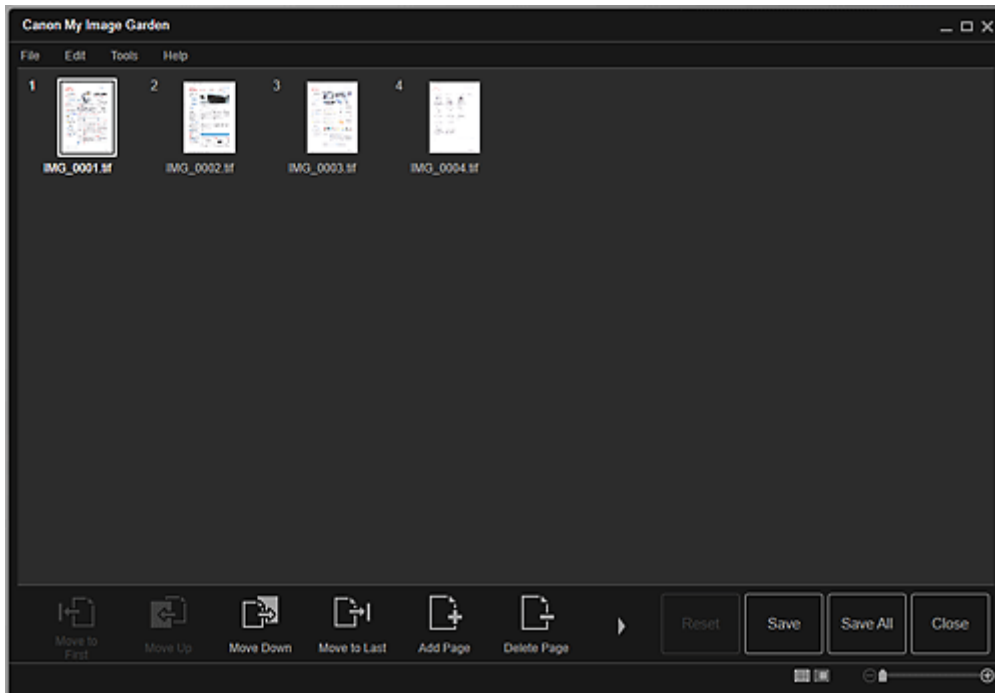 Canon My Image Garden
File Edit Tools Help
1 2 3 4
IMG_0001.tif IMG_0002.tif IMG_0003.tif IMG_0004.tif
Move to First Move Up Move Down Move to Last Add Page Delete Page Reset Save Save All Close